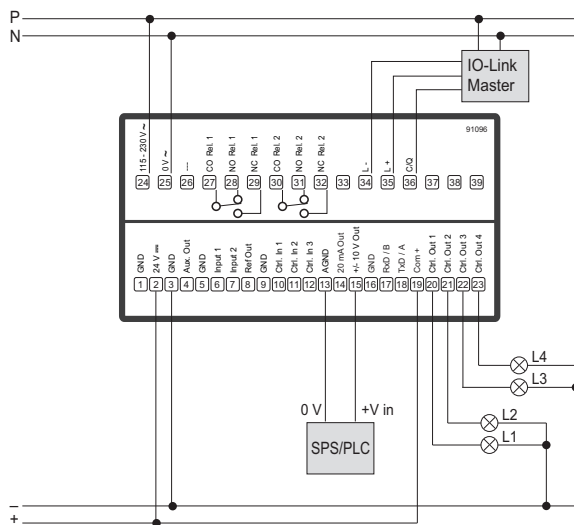 P
N
IO-Link
Master
91096
115 - 230 V ~
0 V ~
---
CO Rel. 1
NO Rel. 1
NC Rel. 1
CO Rel. 2
NO Rel. 2
NC Rel. 2
L -
L +
C/Q
24 25 26 27 28 29 30 31 32 33 34 35 36 37 38 39
GND
24 V
GND
Aux. Out
GND
Input 1
Input 2
Ref Out
GND
Ctrl. In 1
Ctrl. In 2
Ctrl. In 3
AGND
20 mA Out
+/- 10 V Out
GND
RxD / B
TxD / A
Com +
Ctrl. Out 1
Ctrl. Out 2
Ctrl. Out 3
Ctrl. Out 4
1 2 3 4 5 6 7 8 9 10 11 12 13 14 15 16 17 18 19 20 21 22 23
L4
L3
0 V +V in
L2
SPS/PLC
L1
–
+